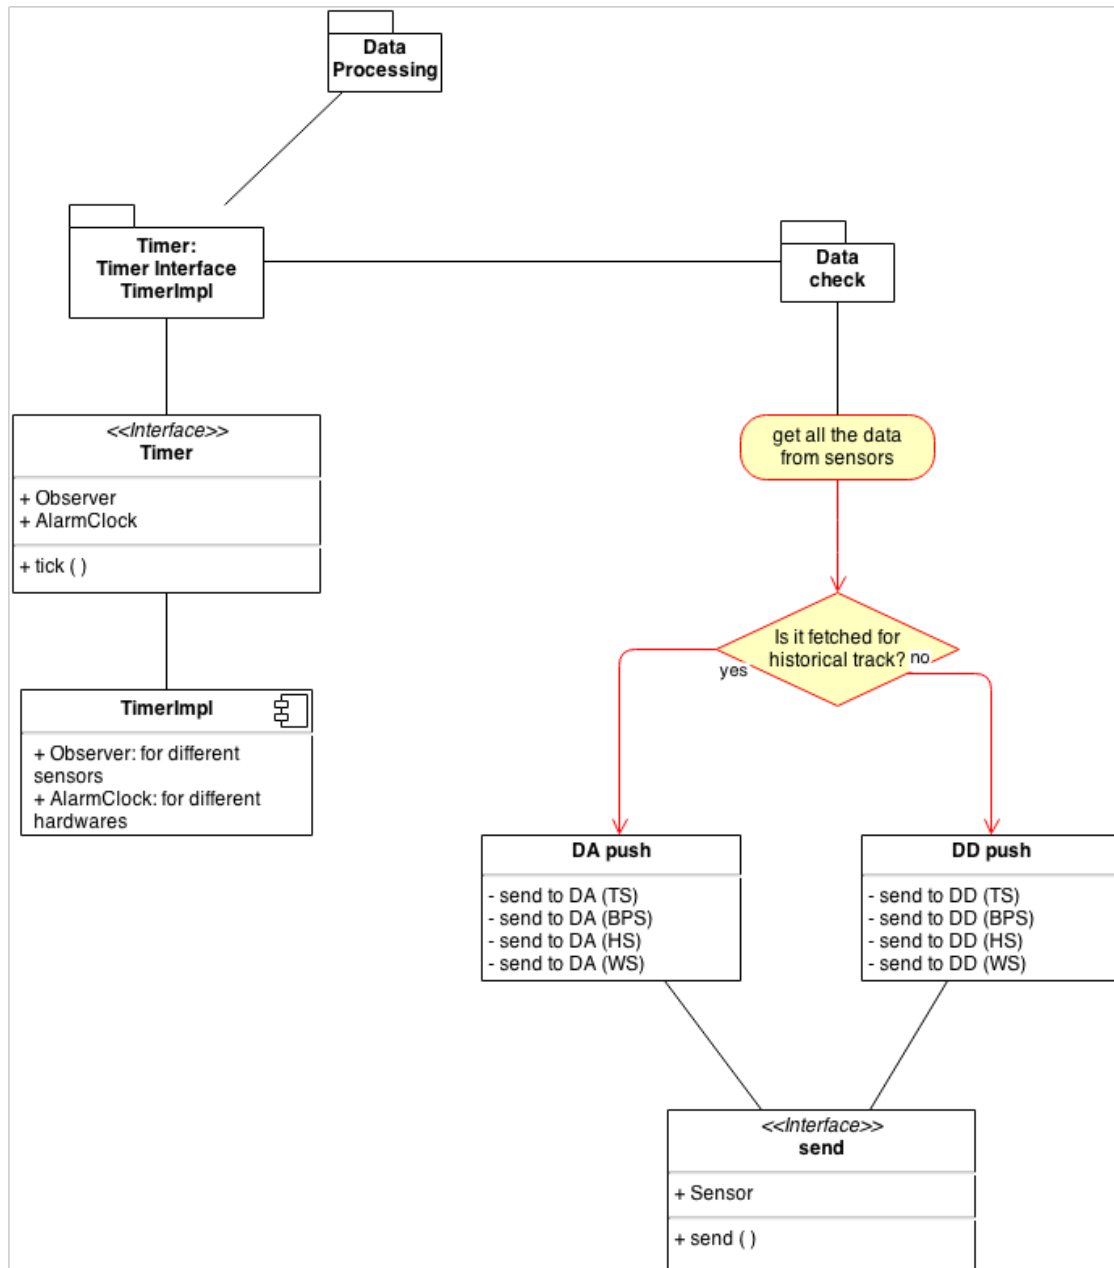 Data
Processing
Timer:
Timer Interface
TimerImpl
Data
check
<<Interface>>
Timer
+ Observer
+ AlarmClock
+ tick ( )
get all the data
from sensors
Is it fetched for
historical track?
yes
no
TimerImpl
+ Observer: for different
sensors
+ AlarmClock: for different
hardwares
DA push
- send to DA (TS)
- send to DA (BPS)
- send to DA (HS)
- send to DA (WS)
DD push
- send to DD (TS)
- send to DD (BPS)
- send to DD (HS)
- send to DD (WS)
<<Interface>>
send
+ Sensor
+ send ( )